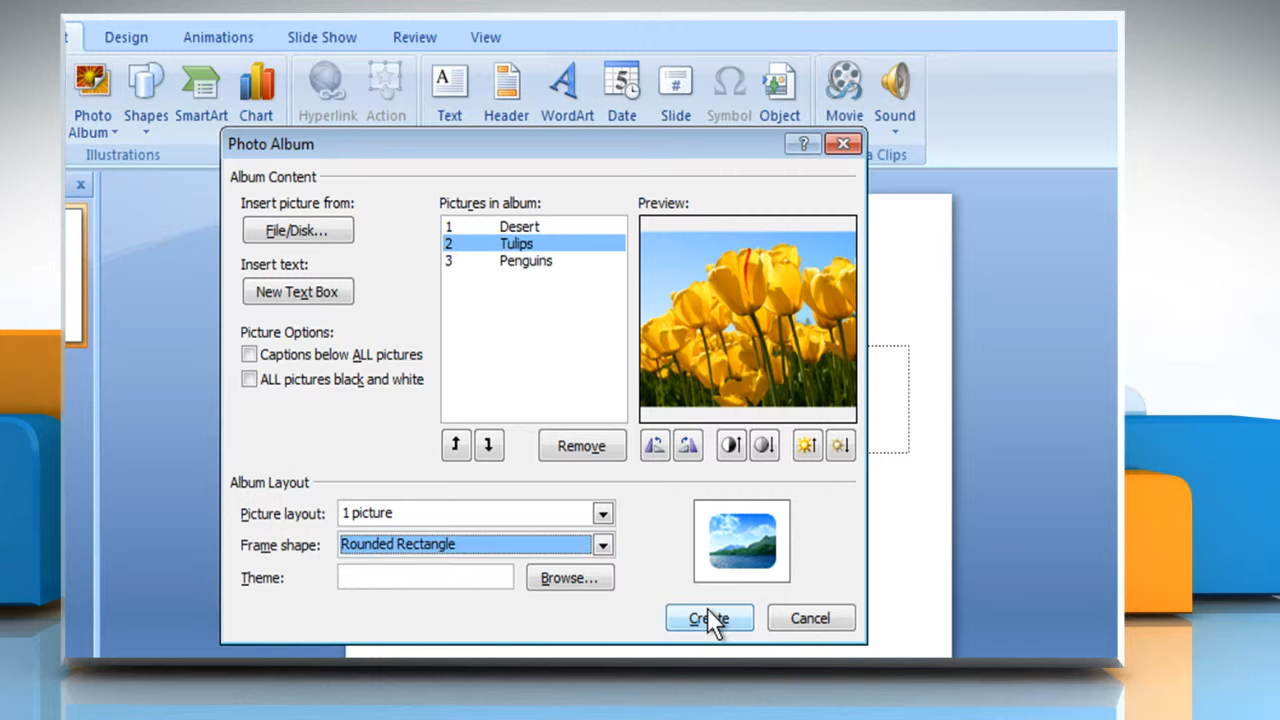 Design Animations Slide Show Review View
Photo Album Shapes SmartArt Chart Hyperlink Action Text Header WordArt Date Slide Symbol Object Movie Sound
Illustrations Clips
Photo Album
Album Content
Insert picture from:
File/Disk...
Insert text:
New Text Box
Picture Options:
Captions below ALL pictures
ALL pictures black and white
Pictures in album:
1 Desert
2 Tulips
3 Penguins
Remove
Preview:
Album Layout
Picture layout: 1 picture
Frame shape: Rounded Rectangle
Theme: Browse...
Create Cancel